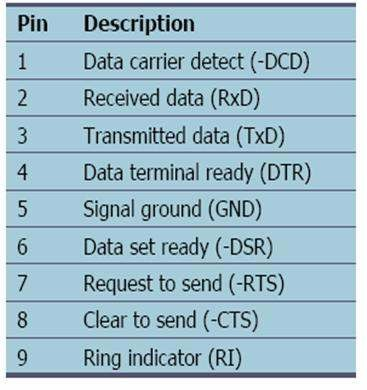 Pin Description
1 Data carrier detect (-DCD)
2 Received data (RxD)
3 Transmitted data (TxD)
4 Data terminal ready (DTR)
5 Signal ground (GND)
6 Data set ready (-DSR)
7 Request to send (-RTS)
8 Clear to send (-CTS)
9 Ring indicator (RI)